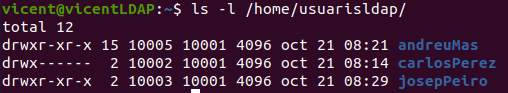 vicent@vicentLDAP:~$ ls -l /home/usuarisldap/
total 12
drwxr-xr-x 15 10005 10001 4096 oct 21 08:21 andreuMas
drwx------  2 10002 10001 4096 oct 21 08:14 carlosPerez
drwxr-xr-x  2 10003 10001 4096 oct 21 08:29 josepPeiro